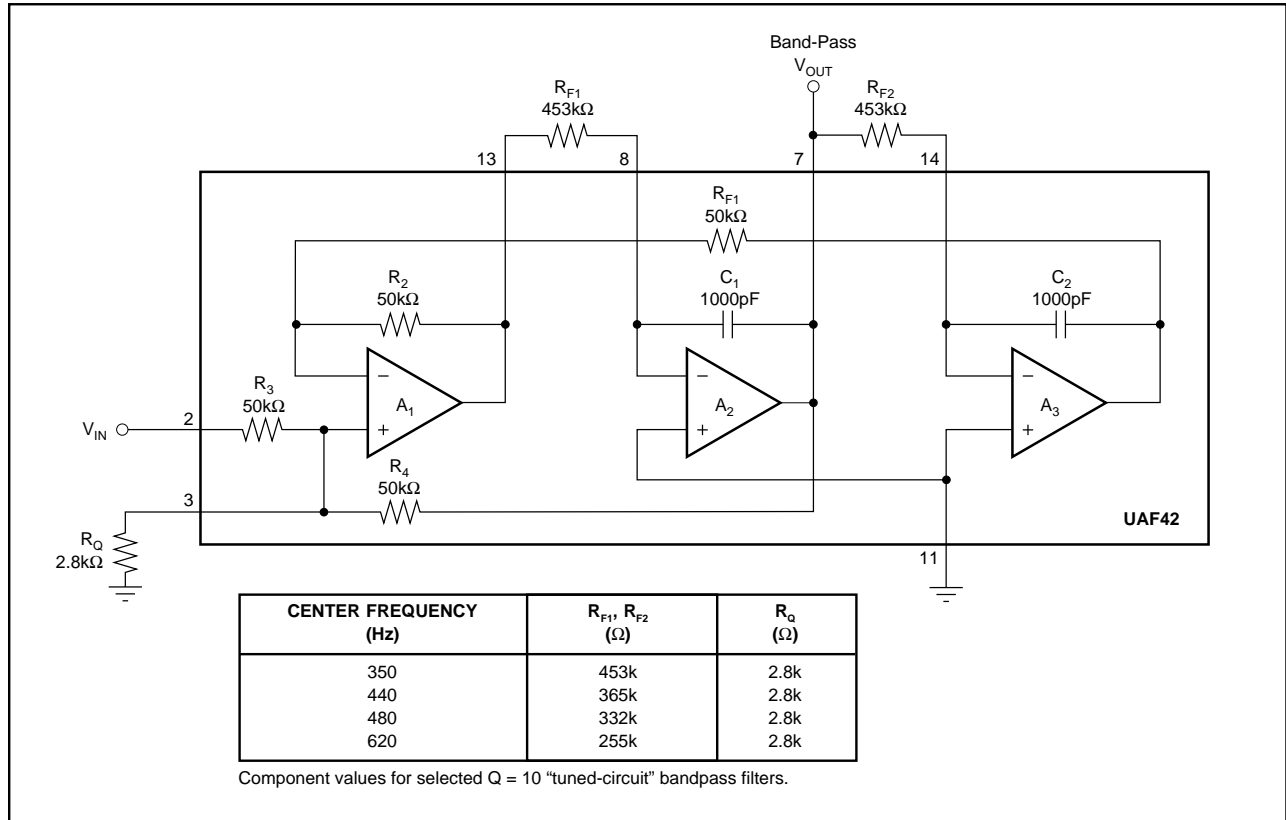 Band-Pass
V_OUT
R_F1
453kΩ
R_F2
453kΩ
13
8
7
14
R_F1
50kΩ
R_2
50kΩ
C_1
1000pF
C_2
1000pF
R_3
50kΩ
− 
A_1
+
−
A_2
+
−
A_3
+
V_IN
2
R_4
50kΩ
3
UAF42
R_Q
2.8kΩ
11
CENTER FREQUENCY (Hz) R_F1, R_F2 (Ω) R_Q (Ω)
350 453k 2.8k
440 365k 2.8k
480 332k 2.8k
620 255k 2.8k
Component values for selected Q = 10 “tuned-circuit” bandpass filters.